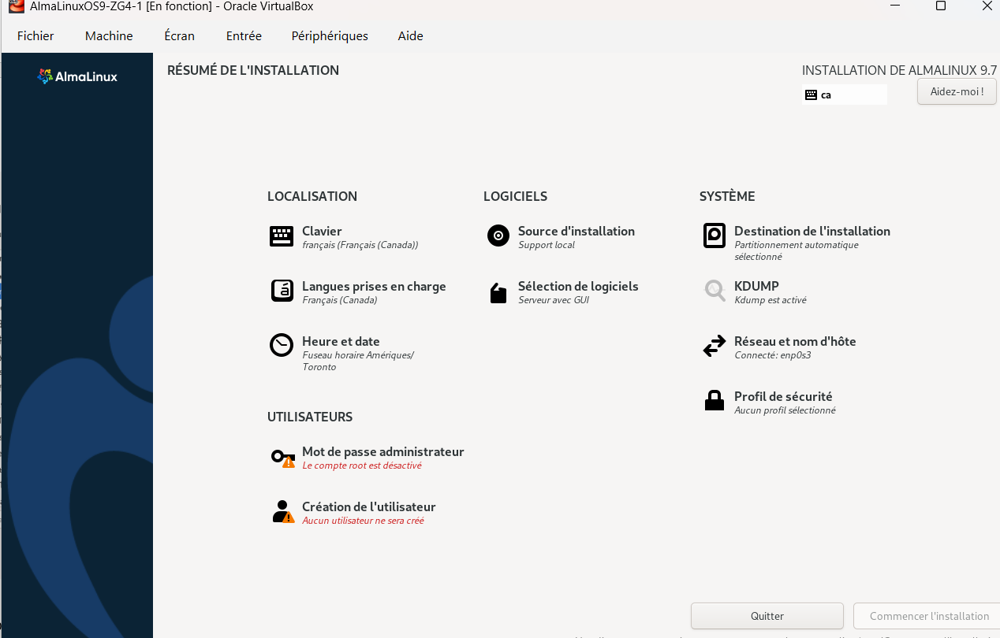 AlmaLinuxOS9-ZG4-1 [En fonction] - Oracle VirtualBox
Fichier Machine Écran Entrée Périphériques Aide
AlmaLinux
RÉSUMÉ DE L'INSTALLATION
INSTALLATION DE ALMALINUX 9.7
ca
Aidez-moi !
LOCALISATION
Clavier
français (Français (Canada))
Langues prises en charge
Français (Canada)
Heure et date
Fuseau horaire Amériques/
Toronto
LOGICIELS
Source d'installation
Support local
Sélection de logiciels
Serveur avec GUI
SYSTÈME
Destination de l'installation
Partitionnement automatique
sélectionné
KDUMP
Kdump est activé
Réseau et nom d'hôte
Connecté: enp0s3
Profil de sécurité
Aucun profil sélectionné
UTILISATEURS
Mot de passe administrateur
Le compte root est désactivé
Création de l'utilisateur
Aucun utilisateur ne sera créé
Quitter
Commencer l'installation